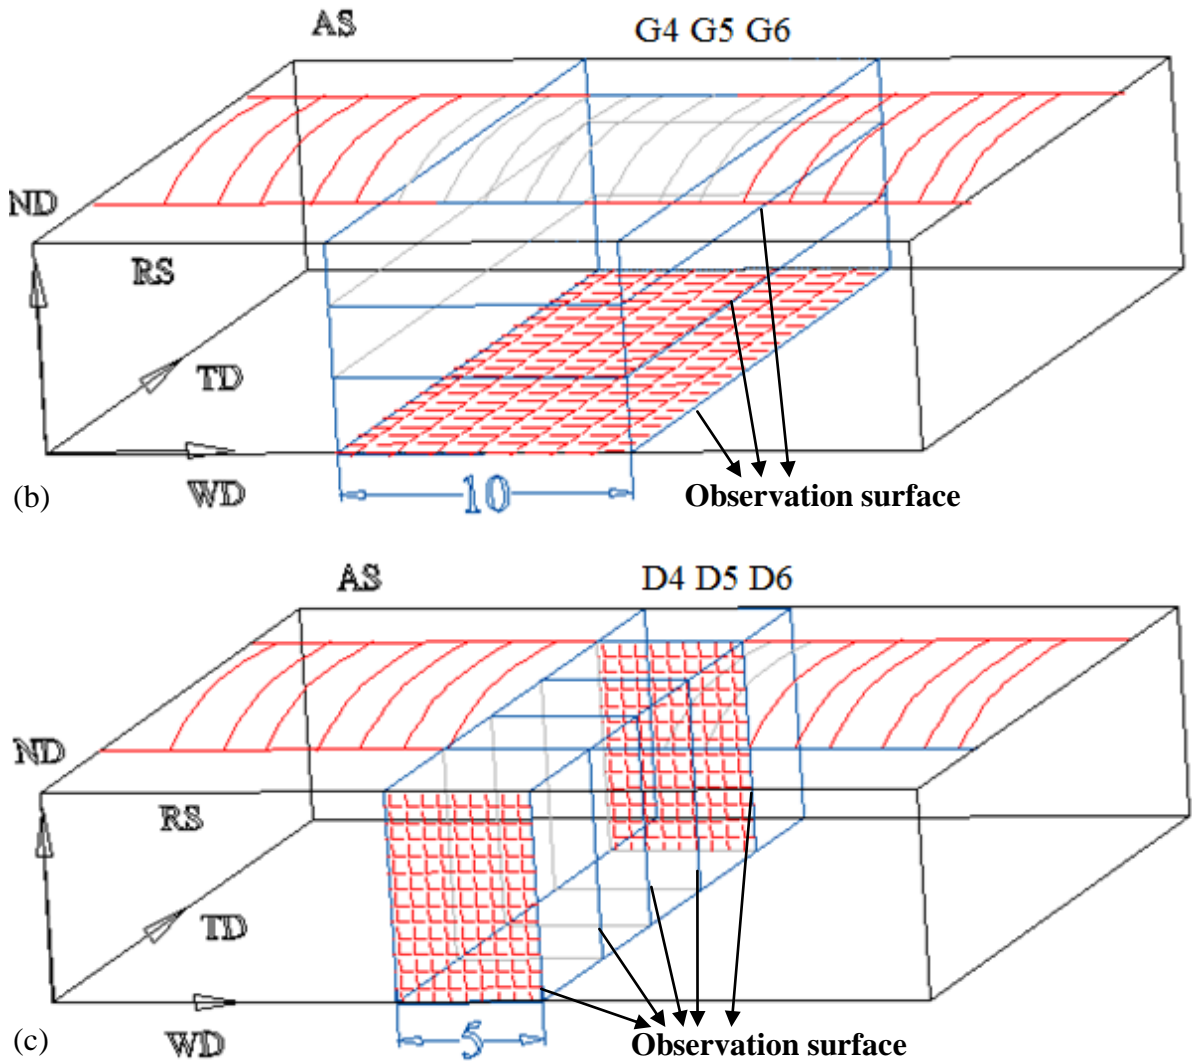 AS
G4 G5 G6
ND
RS
TD
WD
10
(b)
Observation surface
AS
D4 D5 D6
ND
RS
TD
WD
5
(c)
Observation surface